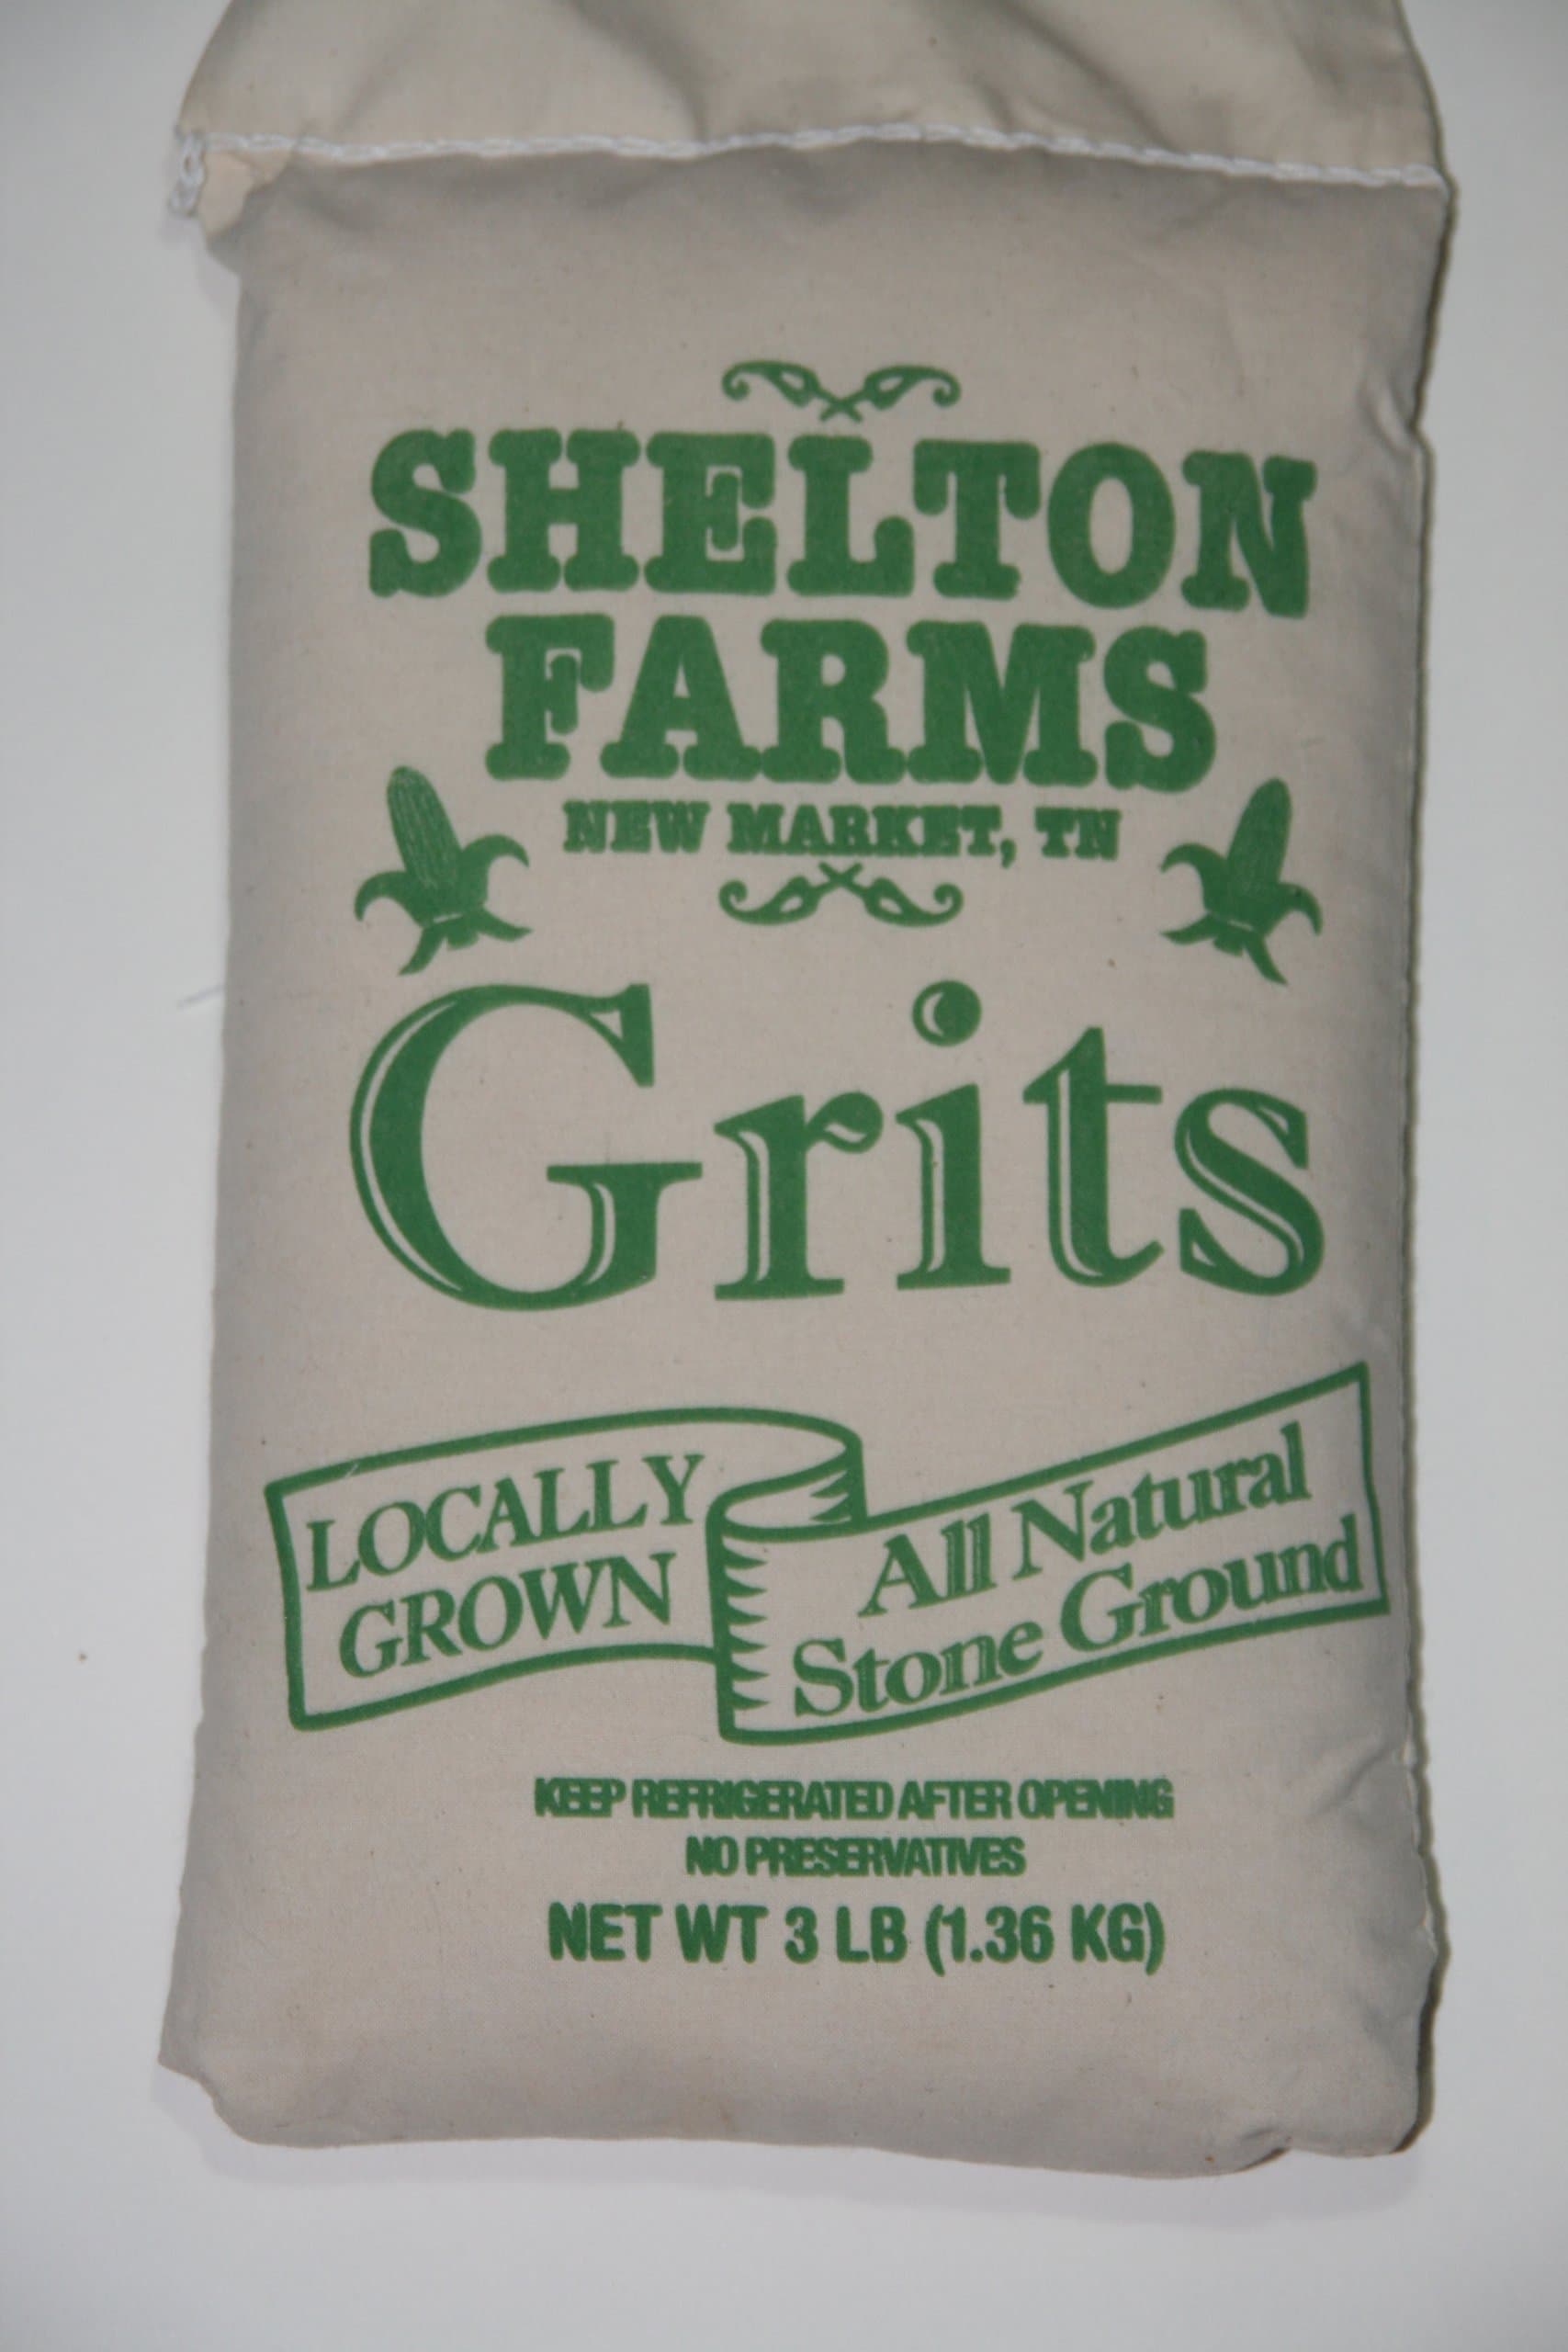 SHELTON
FARMS
NEW MARKET, TN
Grits
LOCALLY
GROWN
All Natural
Stone Ground
KEEP REFRIGERATED AFTER OPENING
NO PRESERVATIVES
NET WT 3 LB (1.36 KG)